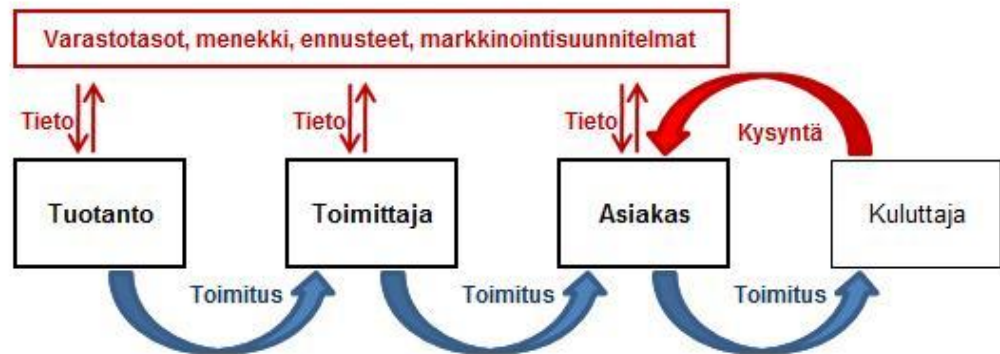 Varastotasot, menekki, ennusteet, markkinointisuunnitelmat
Tieto
Tieto
Tieto
Kysyntä
Tuotanto
Toimittaja
Asiakas
Kuluttaja
Toimitus
Toimitus
Toimitus